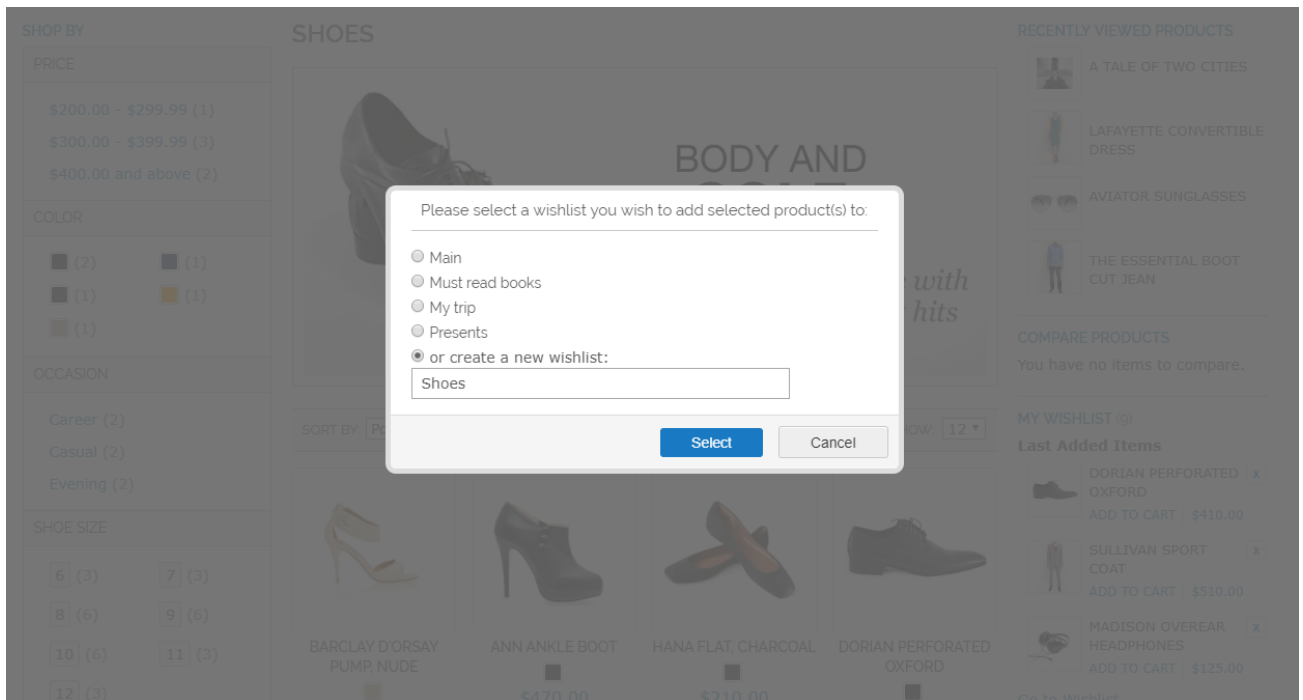 SHOP BY
PRICE
$200.00 - $299.99 (1)
$300.00 - $399.99 (3)
$400.00 and above (2)
COLOR
(2) (1)
(1) (1)
(1)
OCCASION
Career (2)
Casual (2)
Evening (2)
SHOE SIZE
6 (3) 7 (3)
8 (6) 9 (6)
10 (6) 11 (3)
12 (3)
SHOES
BODY AND
with
hits
Please select a wishlist you wish to add selected product(s) to:
Main
Must read books
My trip
Presents
or create a new wishlist:
Shoes
Select Cancel
SORT BY: 12
BARCLAY D'ORSAY
PUMP, NUDE
ANN ANKLE BOOT
$470.00
HANA FLAT, CHARCOAL
$210.00
DORIAN PERFORATED
OXFORD
RECENTLY VIEWED PRODUCTS
A TALE OF TWO CITIES
LAFAYETTE CONVERTIBLE
DRESS
AVIATOR SUNGLASSES
THE ESSENTIAL BOOT
CUT JEAN
COMPARE PRODUCTS
You have no items to compare.
MY WISHLIST (9)
Last Added Items
DORIAN PERFORATED x
OXFORD
ADD TO CART $410.00
SULLIVAN SPORT x
COAT
ADD TO CART $510.00
MADISON OVEREAR x
HEADPHONES
ADD TO CART $125.00
Go to Wishlist